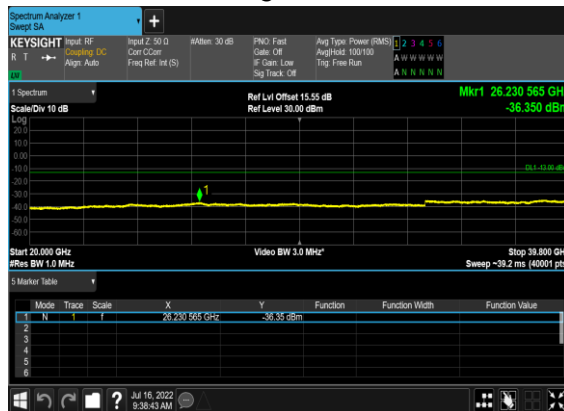 Spectrum Analyzer 1
Swept SA
+
KEYSIGHT Input: RF Input Z: 50 Ω #Atten: 30 dB PNO: Fast Avg Type: Power (RMS) 1 2 3 4 5 6
R T Coupling: DC Corr CCorr Gate: Off Avg|Hold: 100/100 A W W W W W
Align: Auto Freq Ref: Int (S) IF Gain: Low Trig: Free Run
LW Sig Track: Off A N N N N N
1 Spectrum Ref Lvl Offset 15.55 dB Mkr1 26.230 565 GH
Scale/Div 10 dB Ref Level 30.00 dBm -36.350 dBm
Log
20.0
10.0
0.00
-10.0 DL1 -13.00 dB
-20.0
-30.0 1
-40.0
-50.0
-60.0
Start 20.000 GHz Video BW 3.0 MHz* Stop 39.800 GH
#Res BW 1.0 MHz Sweep ~39.2 ms (40001 pts
5 Marker Table
Mode Trace Scale X Y Function Function Width Function Value
1 N 1 f 26.230 565 GHz -36.35 dBm
2
3
4
5
6
? Jul 16, 2022
9:38:43 AM